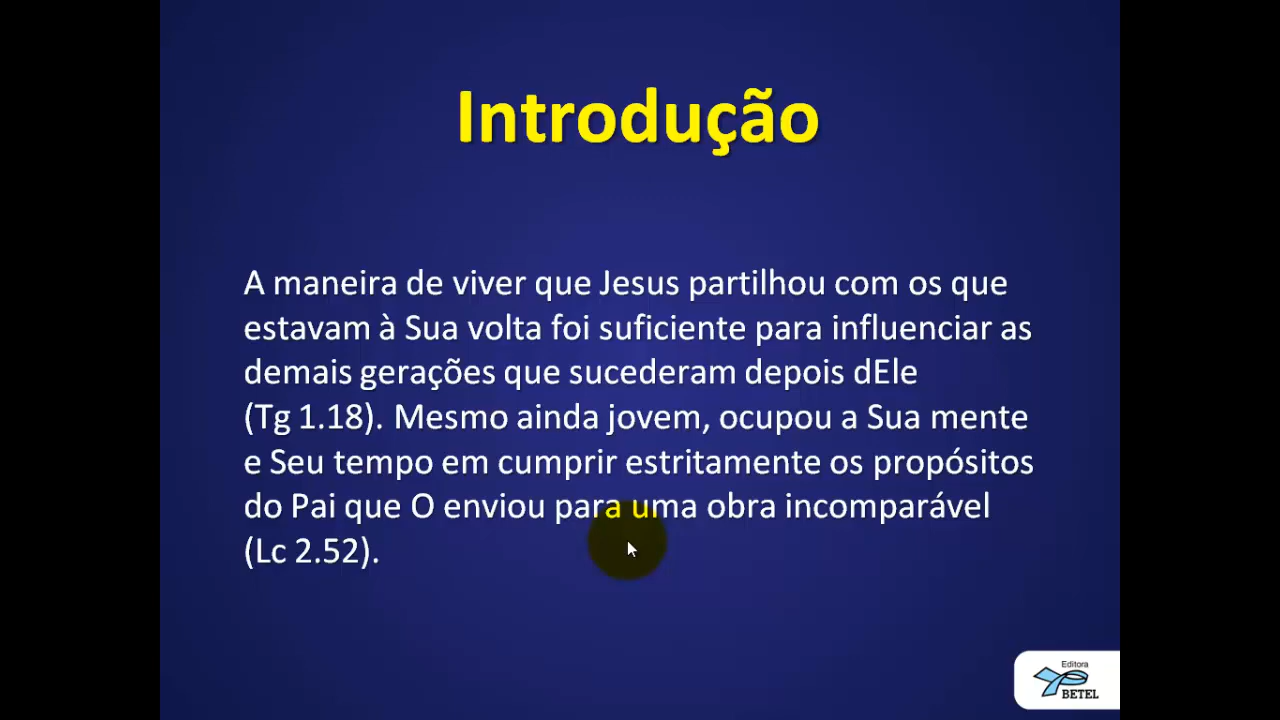 Introdução
A maneira de viver que Jesus partilhou com os que
estavam à Sua volta foi suficiente para influenciar as
demais gerações que sucederam depois dEle
(Tg 1.18). Mesmo ainda jovem, ocupou a Sua mente
e Seu tempo em cumprir estritamente os propósitos
do Pai que O enviou para uma obra incomparável
(Lc 2.52).
Editora
BETEL